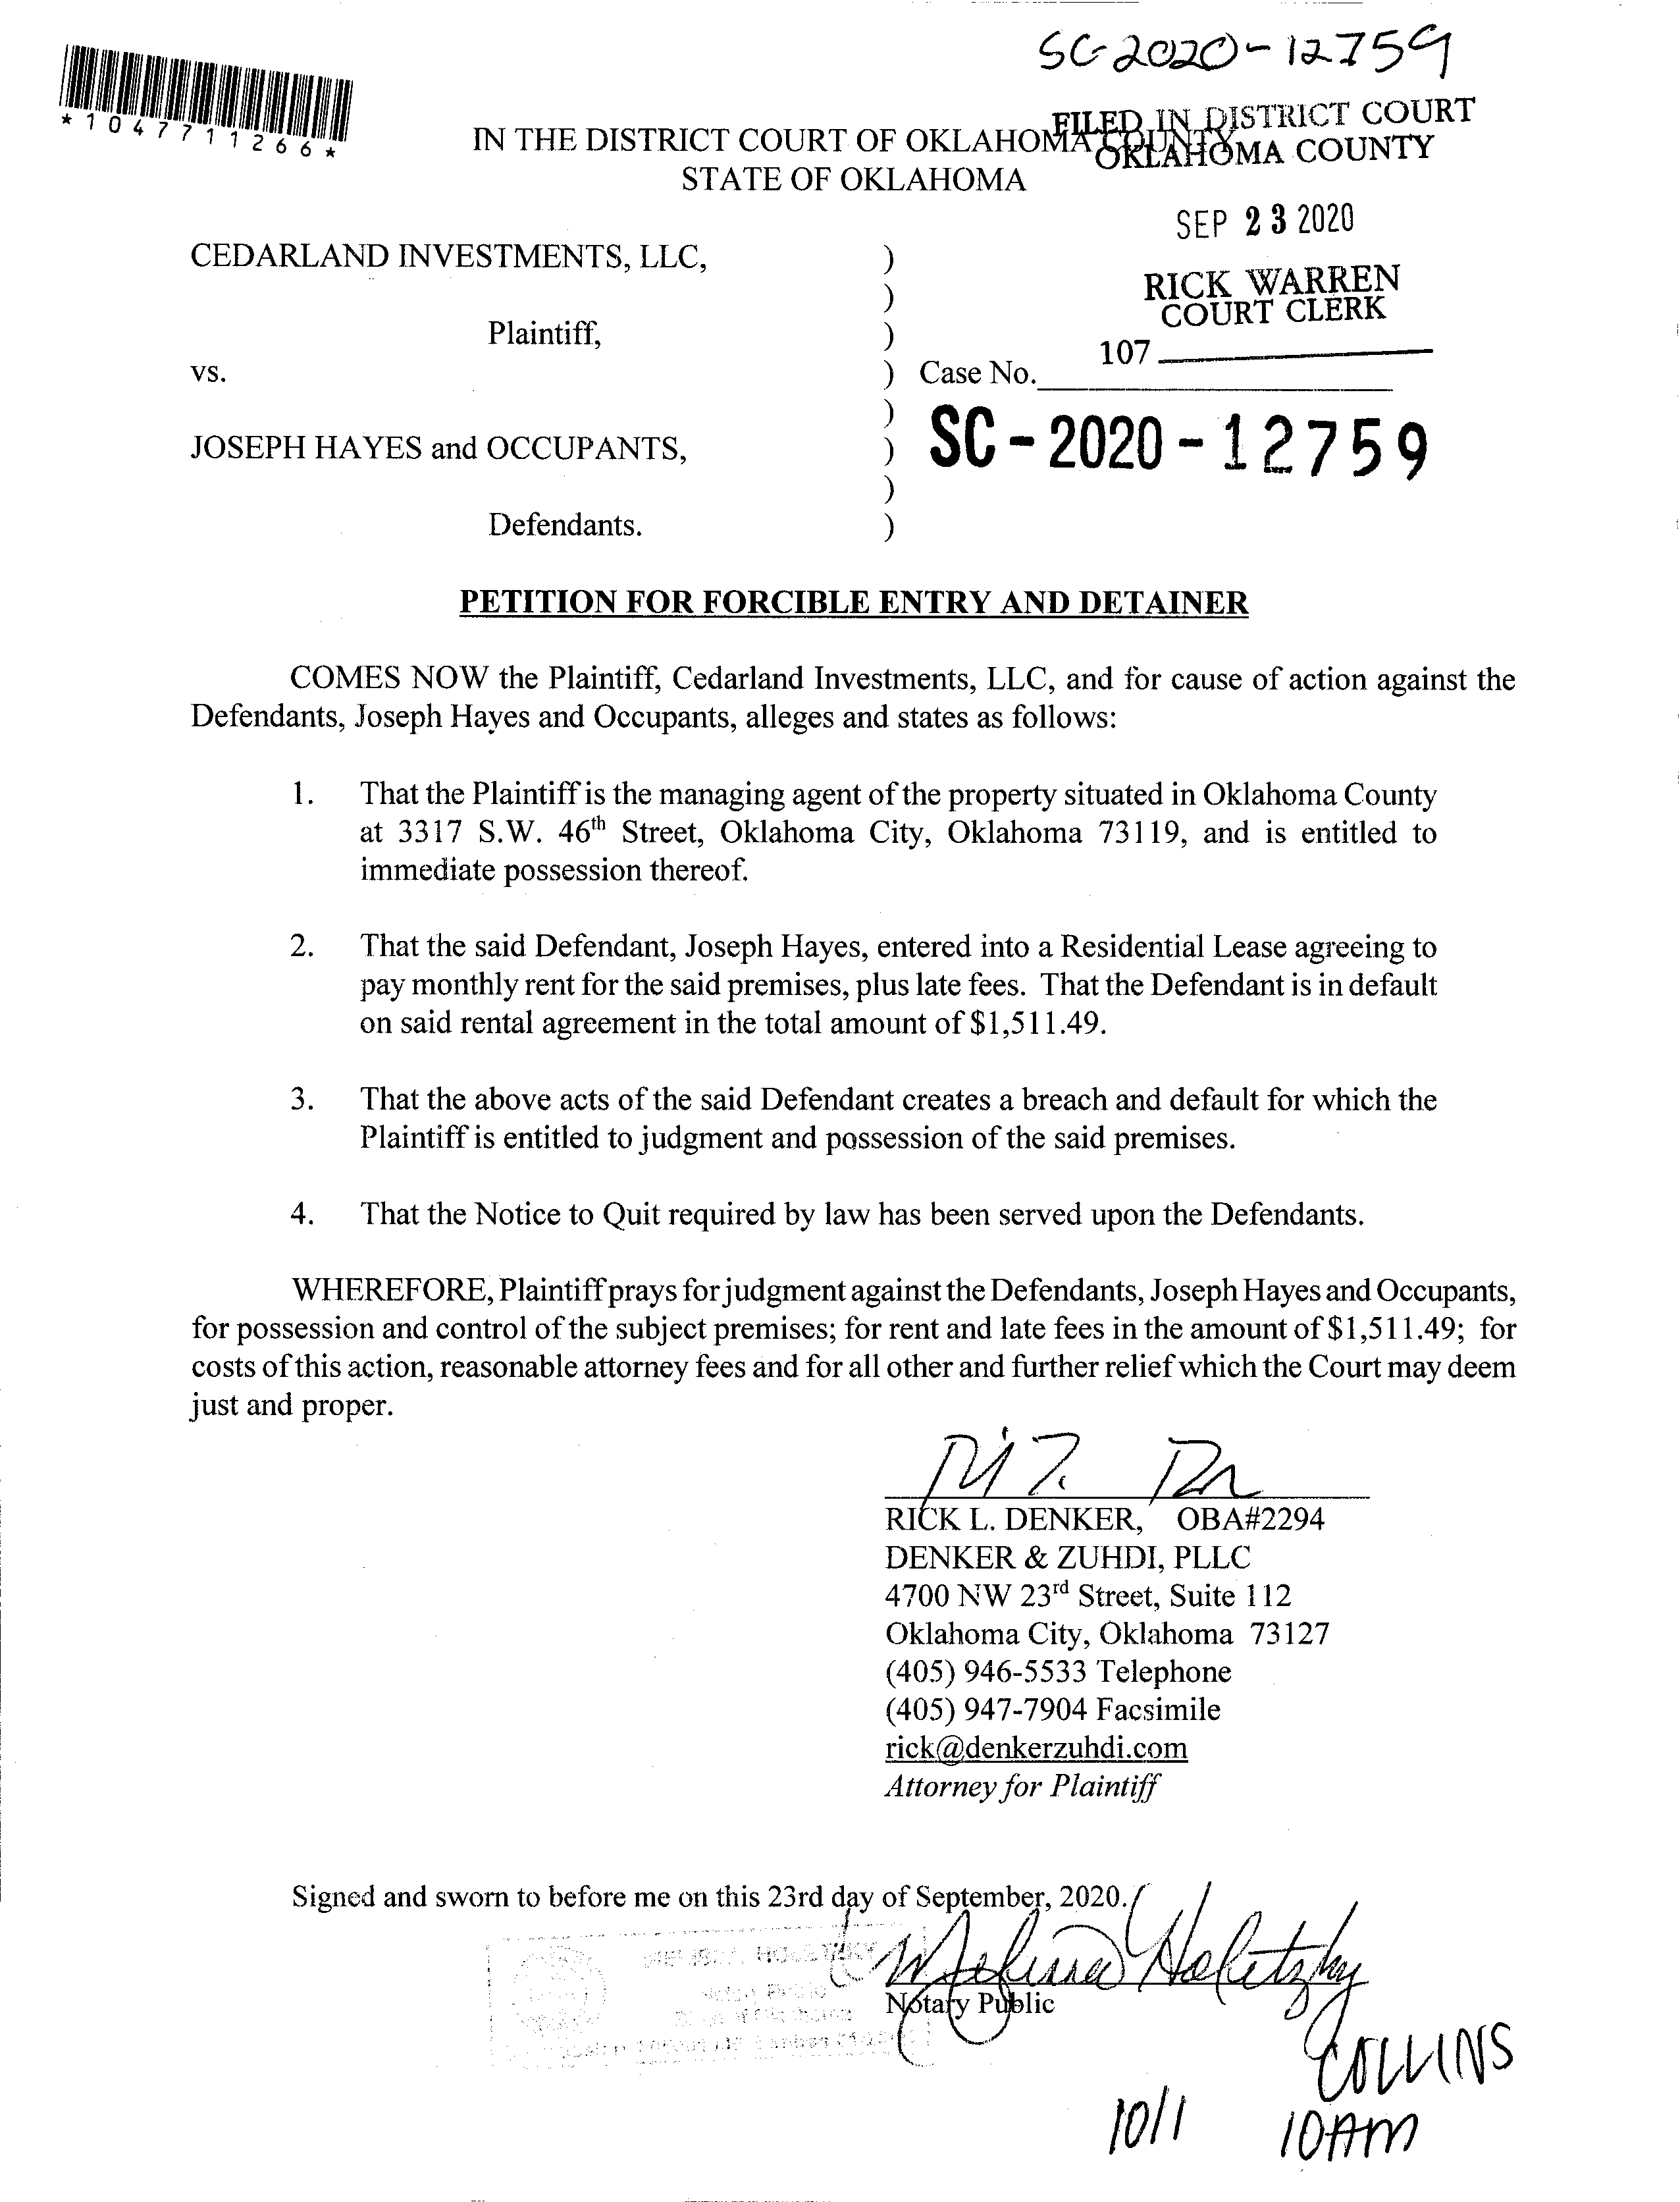 SC-2020-12759
*1047711266*
FILED IN DISTRICT COURT
OKLAHOMA COUNTY
IN THE DISTRICT COURT OF OKLAHOMA COUNTY
STATE OF OKLAHOMA
SEP 23 2020
CEDARLAND INVESTMENTS, LLC, )
)
RICK WARREN
COURT CLERK
Plaintiff, )
107
vs. ) Case No.
)
SC-2020-12759
JOSEPH HAYES and OCCUPANTS, )
)
Defendants. )
PETITION FOR FORCIBLE ENTRY AND DETAINER
COMES NOW the Plaintiff, Cedarland Investments, LLC, and for cause of action against the
Defendants, Joseph Hayes and Occupants, alleges and states as follows:
1. That the Plaintiff is the managing agent of the property situated in Oklahoma County
at 3317 S.W. 46th Street, Oklahoma City, Oklahoma 73119, and is entitled to
immediate possession thereof.
2. That the said Defendant, Joseph Hayes, entered into a Residential Lease agreeing to
pay monthly rent for the said premises, plus late fees. That the Defendant is in default
on said rental agreement in the total amount of $1,511.49.
3. That the above acts of the said Defendant creates a breach and default for which the
Plaintiff is entitled to judgment and possession of the said premises.
4. That the Notice to Quit required by law has been served upon the Defendants.
WHEREFORE, Plaintiff prays for judgment against the Defendants, Joseph Hayes and Occupants,
for possession and control of the subject premises; for rent and late fees in the amount of $1,511.49; for
costs of this action, reasonable attorney fees and for all other and further relief which the Court may deem
just and proper.
RICK L. DENKER, OBA#2294
DENKER & ZUHDI, PLLC
4700 NW 23rd Street, Suite 112
Oklahoma City, Oklahoma 73127
(405) 946-5533 Telephone
(405) 947-7904 Facsimile
rick@denkerzuhdi.com
Attorney for Plaintiff
Signed and sworn to before me on this 23rd day of September, 2020.
Melissa Holitzky
Notary Public
COLLINS
10/1 10AM